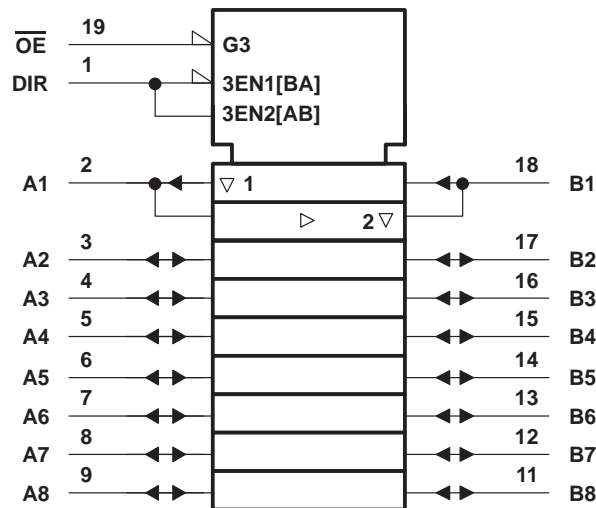 OE 19 G3
DIR 1 3EN1[BA]
3EN2[AB]
A1 2 ▽ 1 18 B1
▷ 2 ▽
A2 3 17 B2
A3 4 16 B3
A4 5 15 B4
A5 6 14 B5
A6 7 13 B6
A7 8 12 B7
A8 9 11 B8